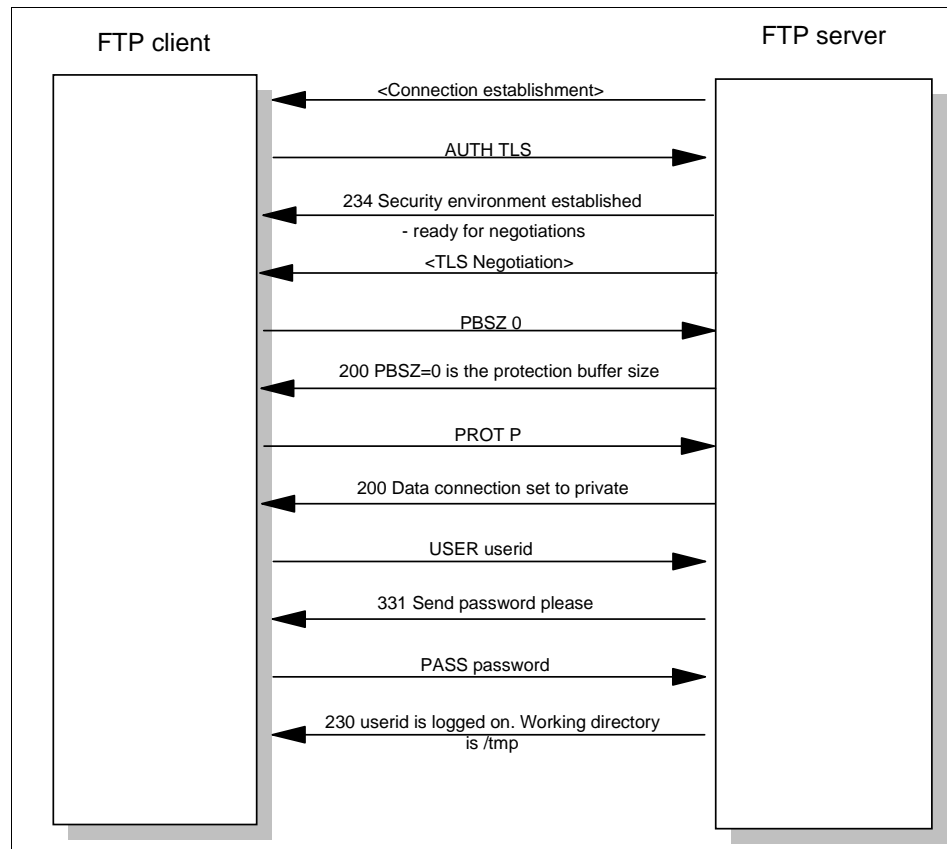 FTP client
FTP server
<Connection establishment>
AUTH TLS
234 Security environment established
- ready for negotiations
<TLS Negotiation>
PBSZ 0
200 PBSZ=0 is the protection buffer size
PROT P
200 Data connection set to private
USER userid
331 Send password please
PASS password
230 userid is logged on. Working directory
is /tmp